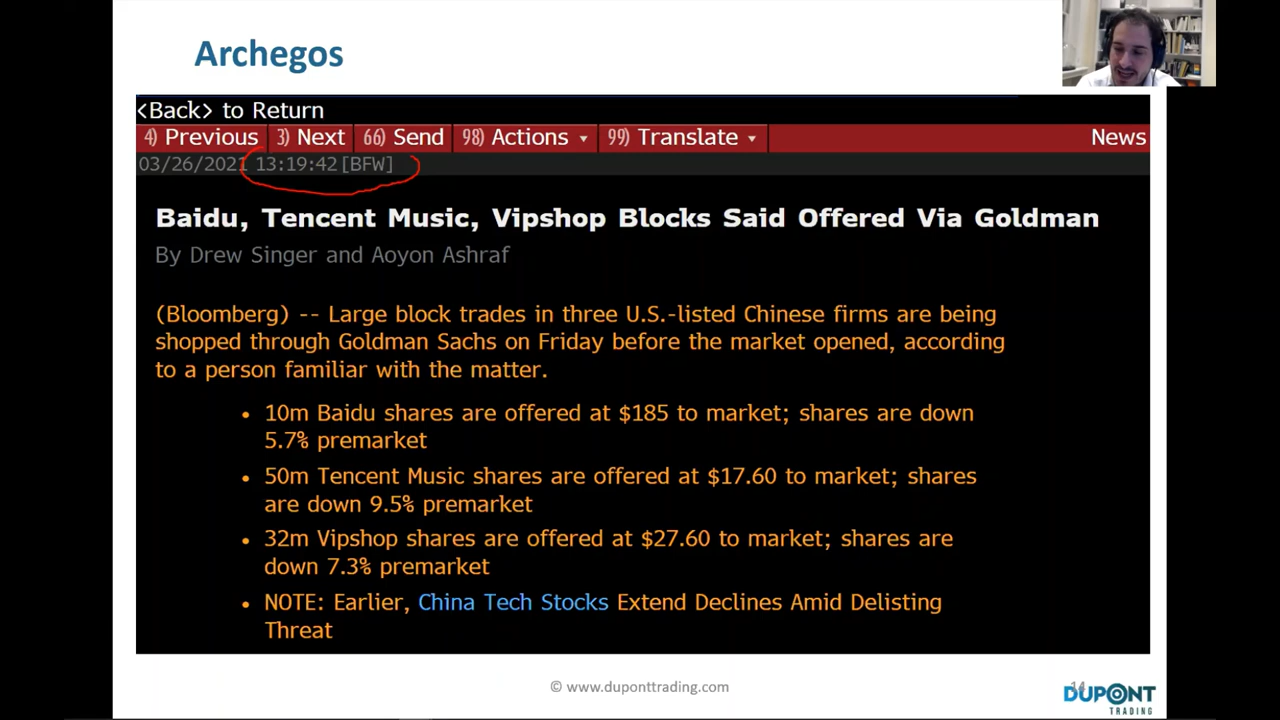 Archegos
<Back> to Return
4) Previous 3) Next 66) Send 98) Actions 99) Translate News
03/26/2021 13:19:42 [BFW]
Baidu, Tencent Music, Vipshop Blocks Said Offered Via Goldman
By Drew Singer and Aoyon Ashraf
(Bloomberg) -- Large block trades in three U.S.-listed Chinese firms are being
shopped through Goldman Sachs on Friday before the market opened, according
to a person familiar with the matter.
• 10m Baidu shares are offered at $185 to market; shares are down
5.7% premarket
• 50m Tencent Music shares are offered at $17.60 to market; shares
are down 9.5% premarket
• 32m Vipshop shares are offered at $27.60 to market; shares are
down 7.3% premarket
• NOTE: Earlier, China Tech Stocks Extend Declines Amid Delisting
Threat
© www.duponttrading.com
14
DUPONT
TRADING